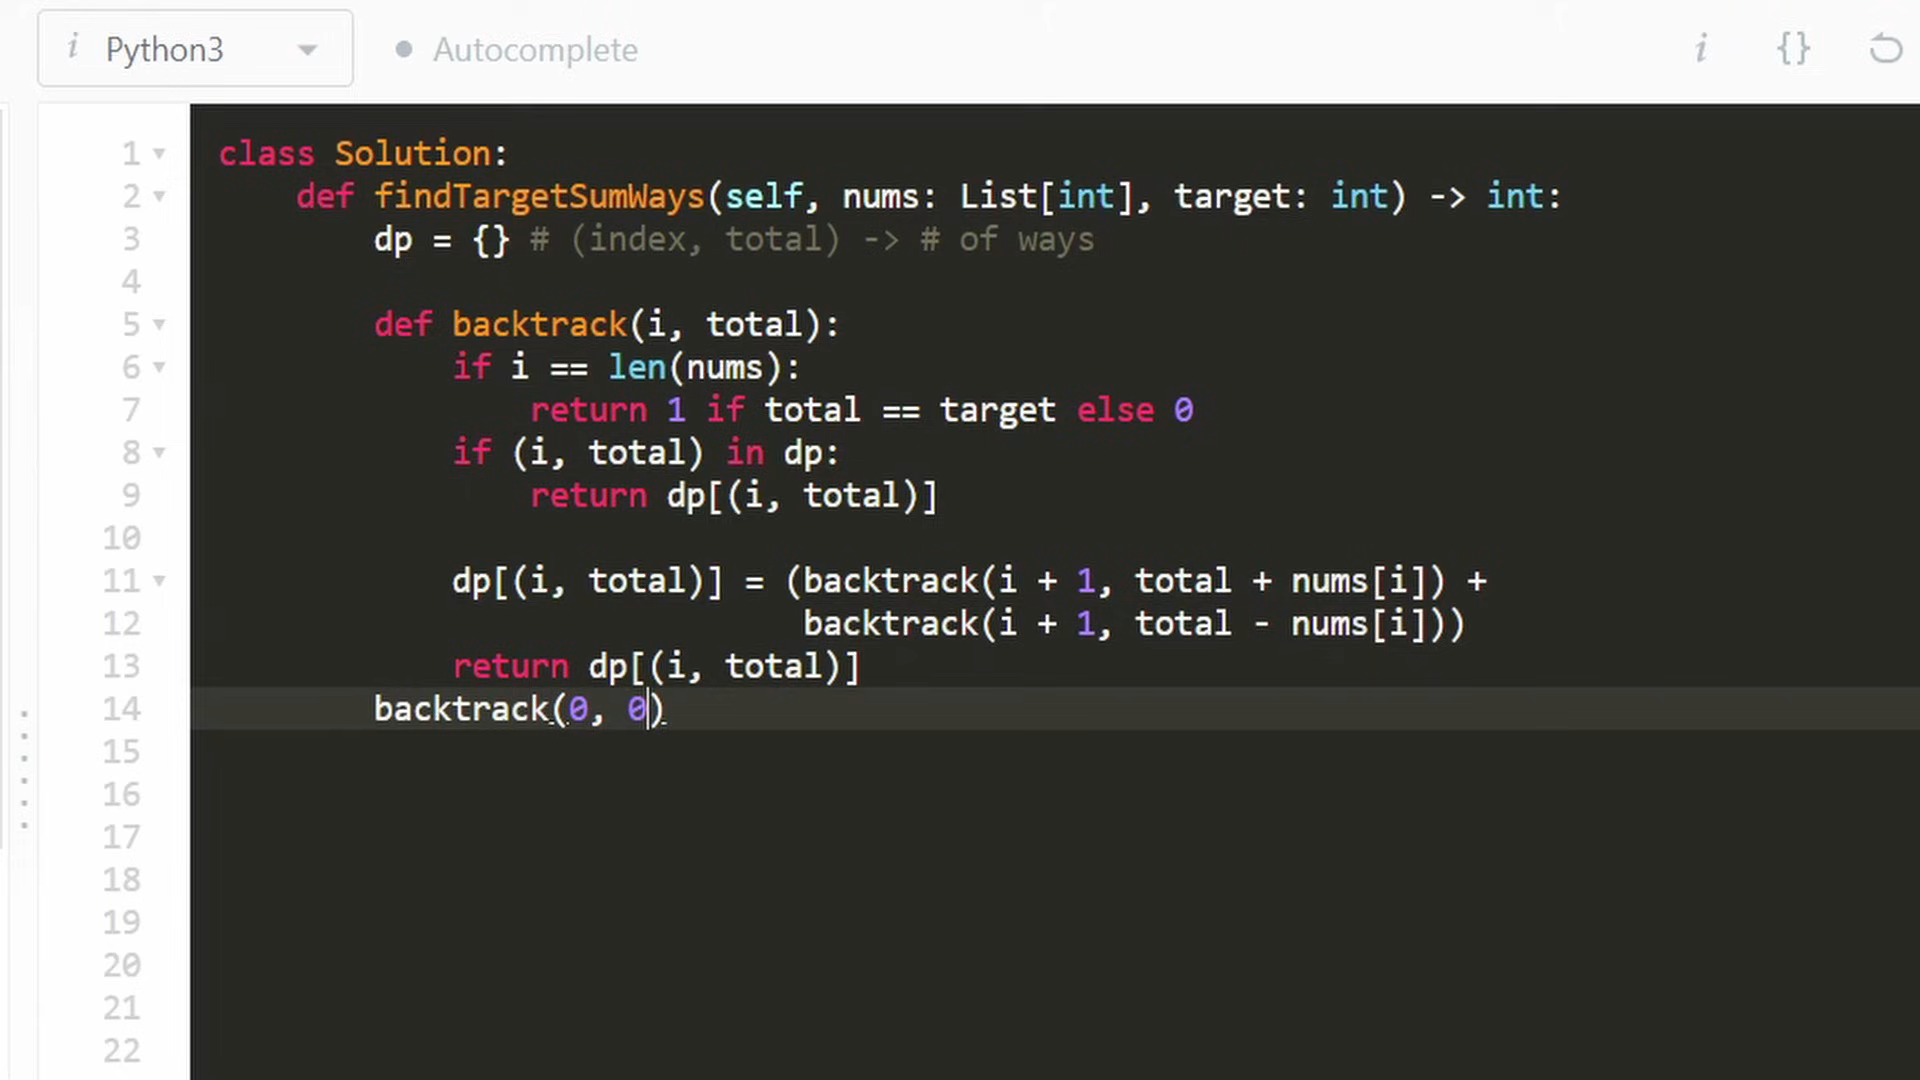 i Python3 Autocomplete i {}
1 class Solution:
2 def findTargetSumWays(self, nums: List[int], target: int) -> int:
3 dp = {} # (index, total) -> # of ways
4
5 def backtrack(i, total):
6 if i == len(nums):
7 return 1 if total == target else 0
8 if (i, total) in dp:
9 return dp[(i, total)]
10
11 dp[(i, total)] = (backtrack(i + 1, total + nums[i]) +
12 backtrack(i + 1, total - nums[i]))
13 return dp[(i, total)]
14 backtrack(0, 0)
15
16
17
18
19
20
21
22